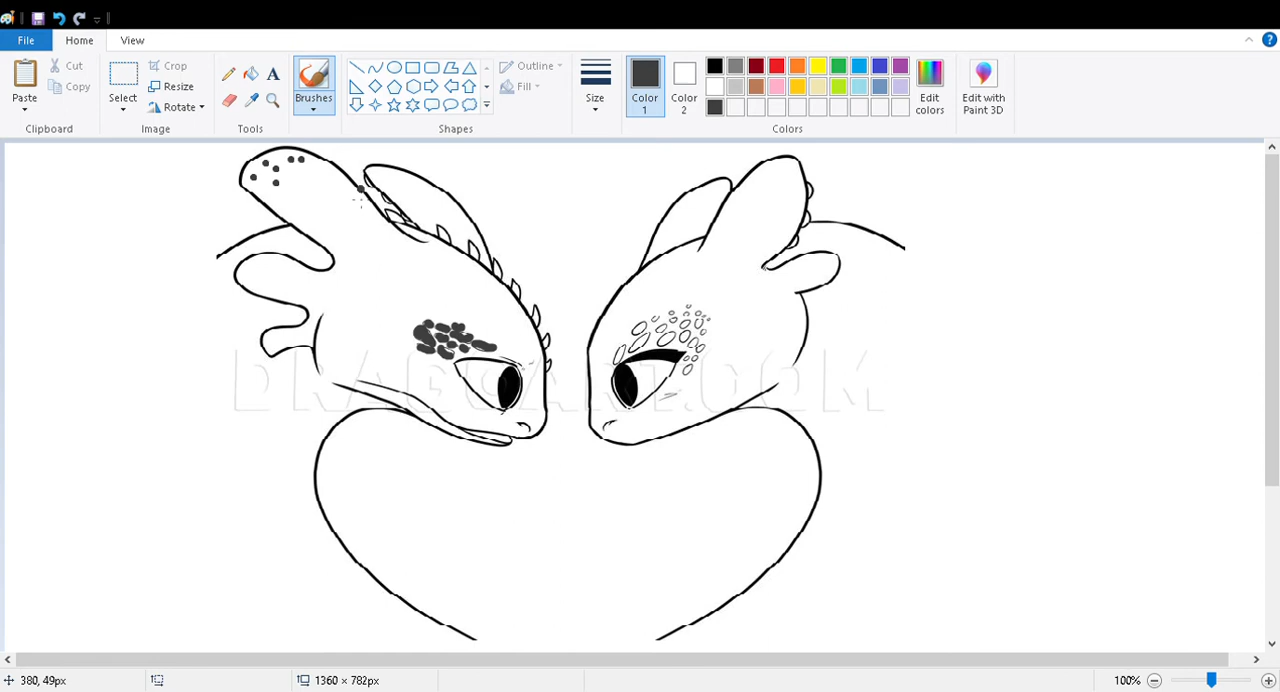 File Home View
Cut
Copy
Paste
Clipboard
Crop
Resize
Rotate
Select
Image
Tools
Brushes
Outline
Fill
Shapes
Size
Color 1
Color 2
Edit colors
Colors
Edit with Paint 3D
DRAGOART.COM
380, 49px
1360 × 782px
100%